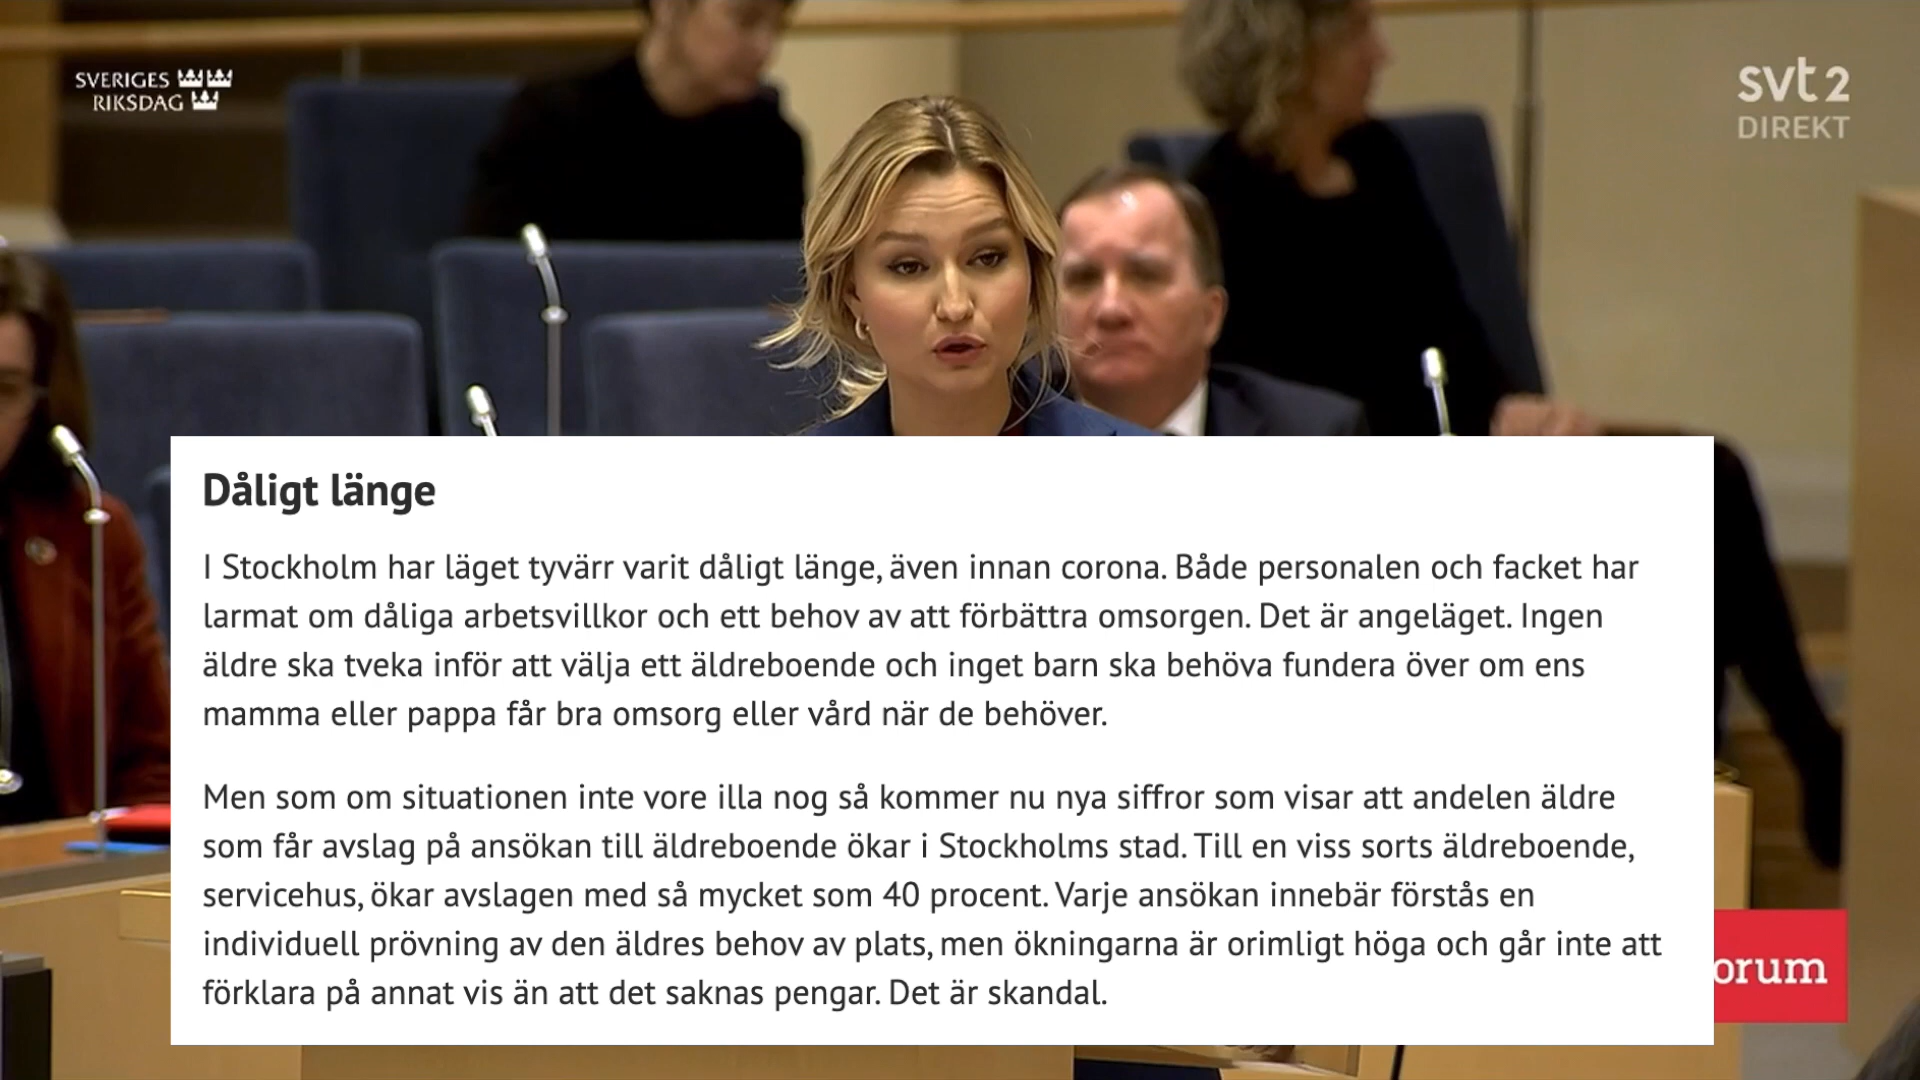 SVERIGES
RIKSDAG
svt2
DIREKT
Dåligt länge
I Stockholm har läget tyvärr varit dåligt länge, även innan corona. Både personalen och facket har
larmat om dåliga arbetsvillkor och ett behov av att förbättra omsorgen. Det är angeläget. Ingen
äldre ska tveka inför att välja ett äldreboende och inget barn ska behöva fundera över om ens
mamma eller pappa får bra omsorg eller vård när de behöver.
Men som om situationen inte vore illa nog så kommer nu nya siffror som visar att andelen äldre
som får avslag på ansökan till äldreboende ökar i Stockholms stad. Till en viss sorts äldreboende,
servicehus, ökar avslagen med så mycket som 40 procent. Varje ansökan innebär förstås en
individuell prövning av den äldres behov av plats, men ökningarna är orimligt höga och går inte att
förklara på annat vis än att det saknas pengar. Det är skandal.
orum